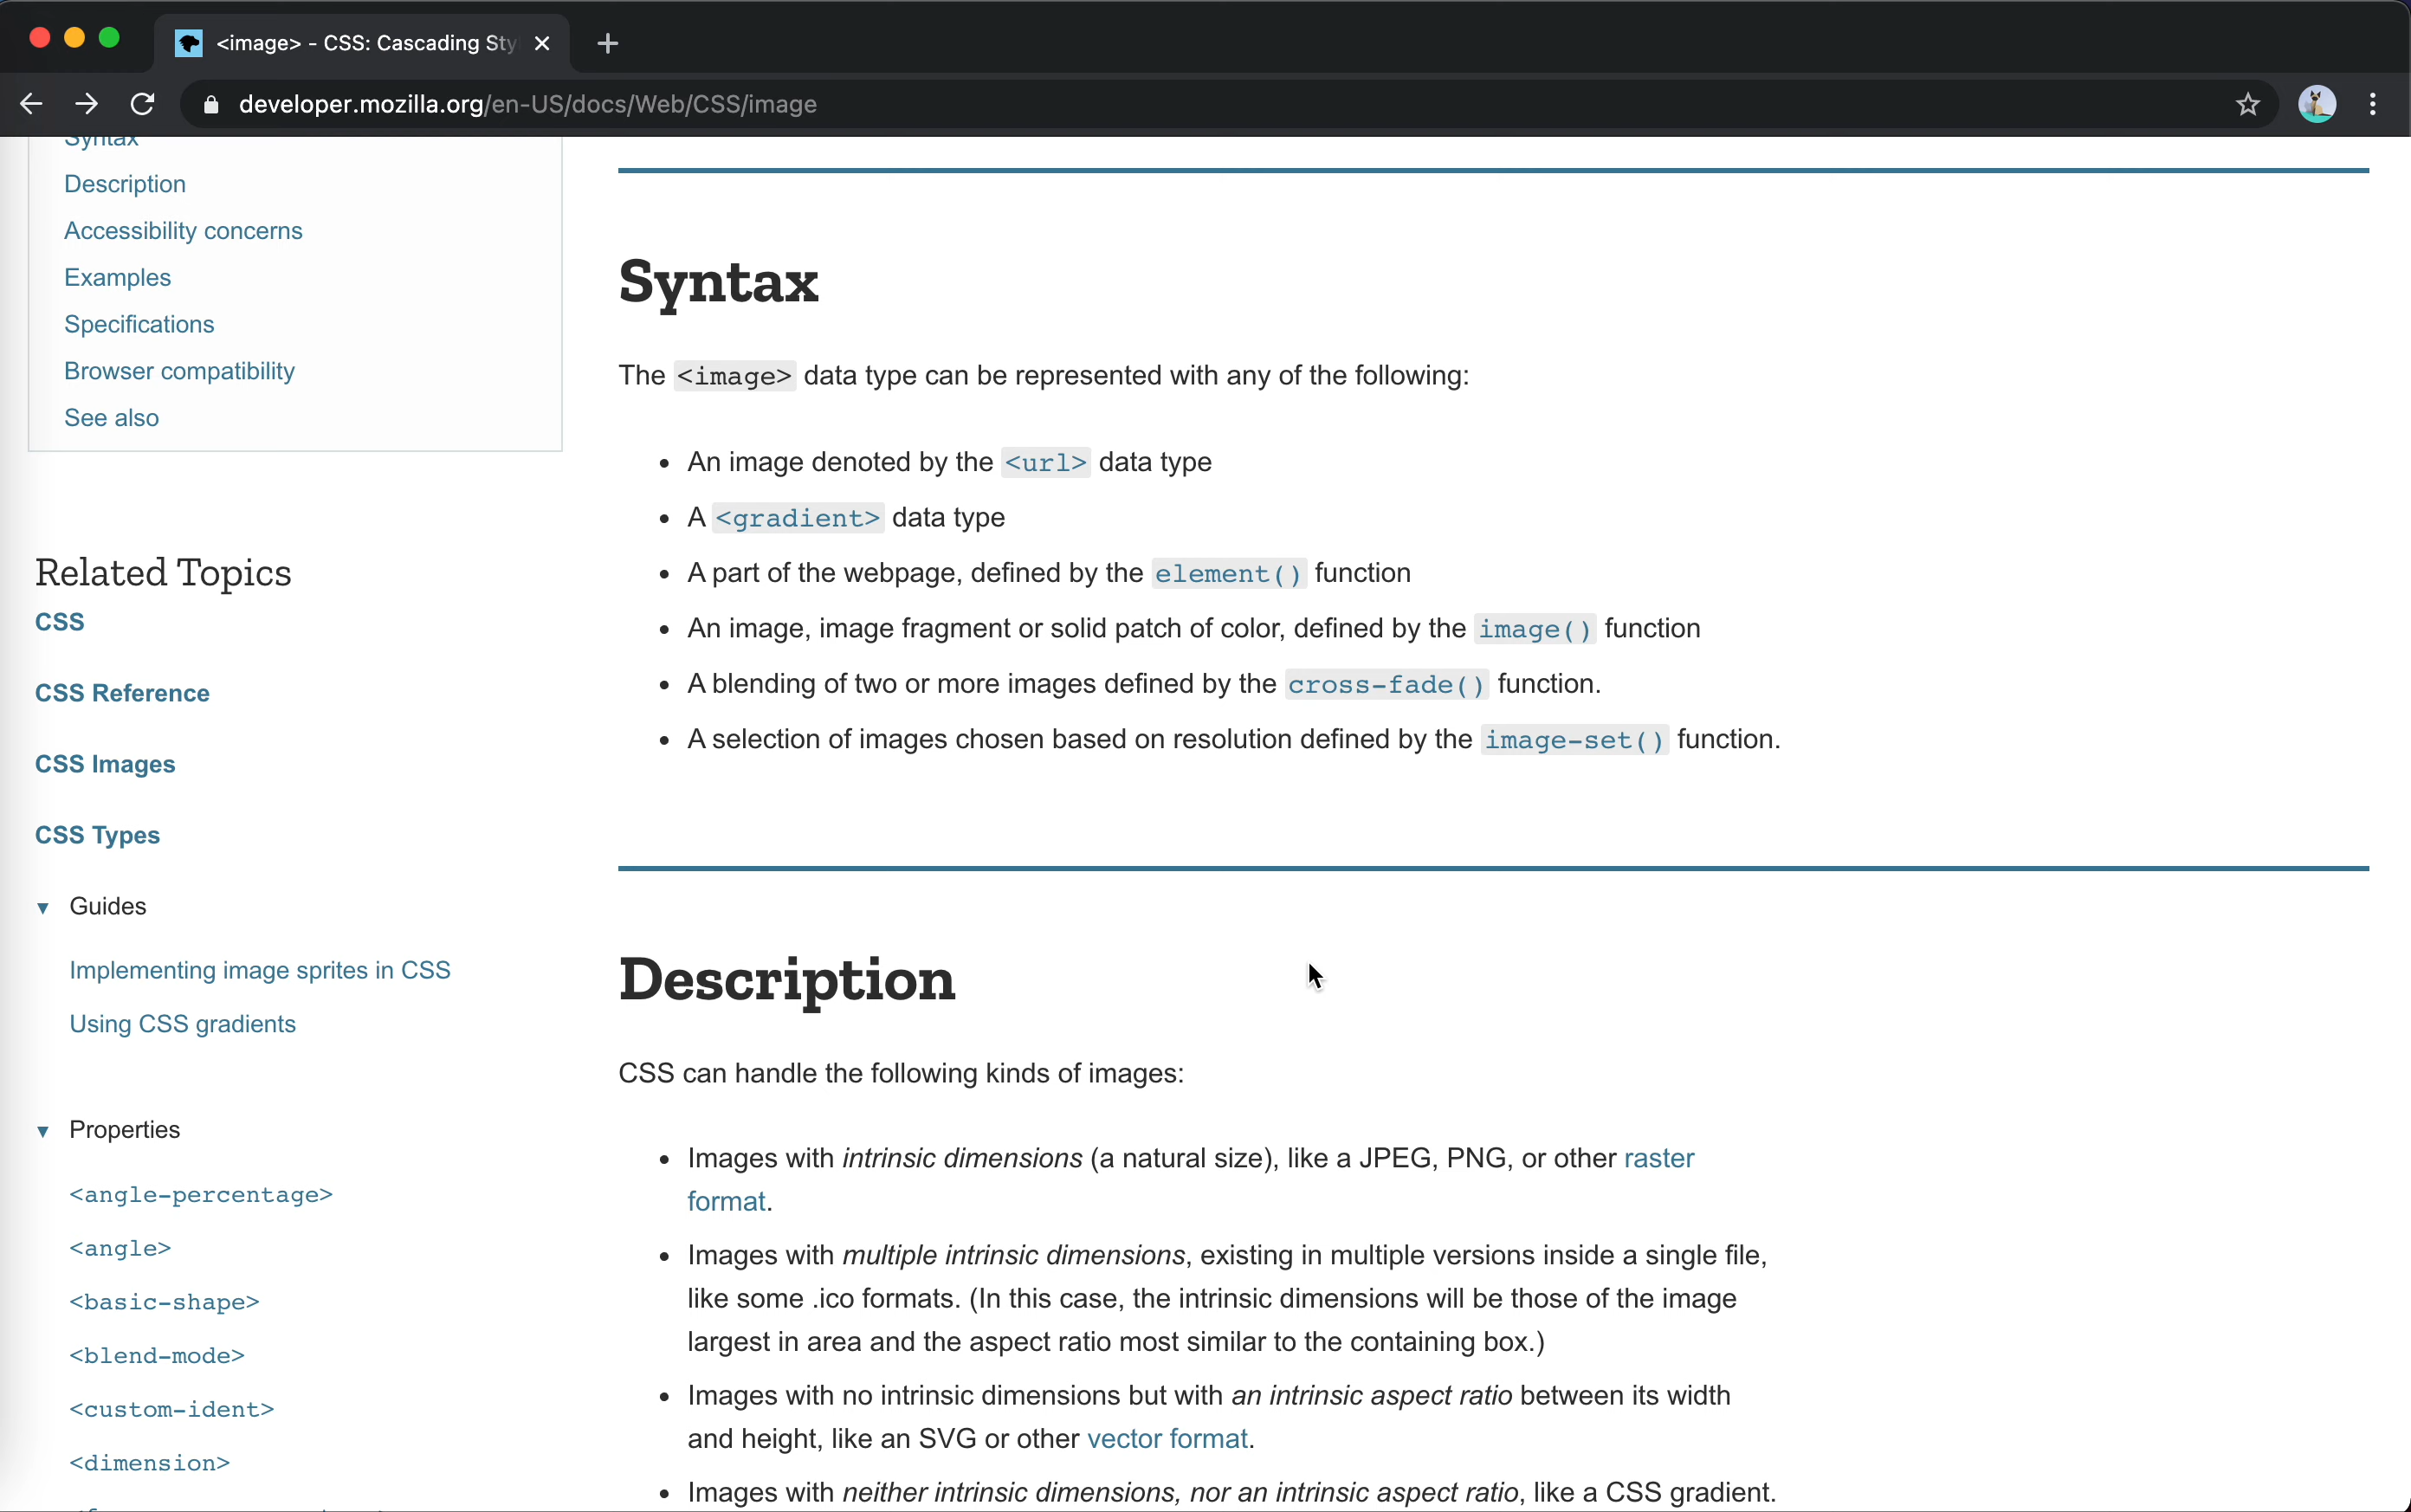 <image> - CSS: Cascading Sty
developer.mozilla.org/en-US/docs/Web/CSS/image
Syntax
Description
Accessibility concerns
Examples
Specifications
Browser compatibility
See also
Related Topics
CSS
CSS Reference
CSS Images
CSS Types
Guides
Implementing image sprites in CSS
Using CSS gradients
Properties
<angle-percentage>
<angle>
<basic-shape>
<blend-mode>
<custom-ident>
<dimension>
Syntax
The <image> data type can be represented with any of the following:
• An image denoted by the <url> data type
• A <gradient> data type
• A part of the webpage, defined by the element() function
• An image, image fragment or solid patch of color, defined by the image() function
• A blending of two or more images defined by the cross-fade() function.
• A selection of images chosen based on resolution defined by the image-set() function.
Description
CSS can handle the following kinds of images:
• Images with intrinsic dimensions (a natural size), like a JPEG, PNG, or other raster
format.
• Images with multiple intrinsic dimensions, existing in multiple versions inside a single file,
like some .ico formats. (In this case, the intrinsic dimensions will be those of the image
largest in area and the aspect ratio most similar to the containing box.)
• Images with no intrinsic dimensions but with an intrinsic aspect ratio between its width
and height, like an SVG or other vector format.
• Images with neither intrinsic dimensions, nor an intrinsic aspect ratio, like a CSS gradient.